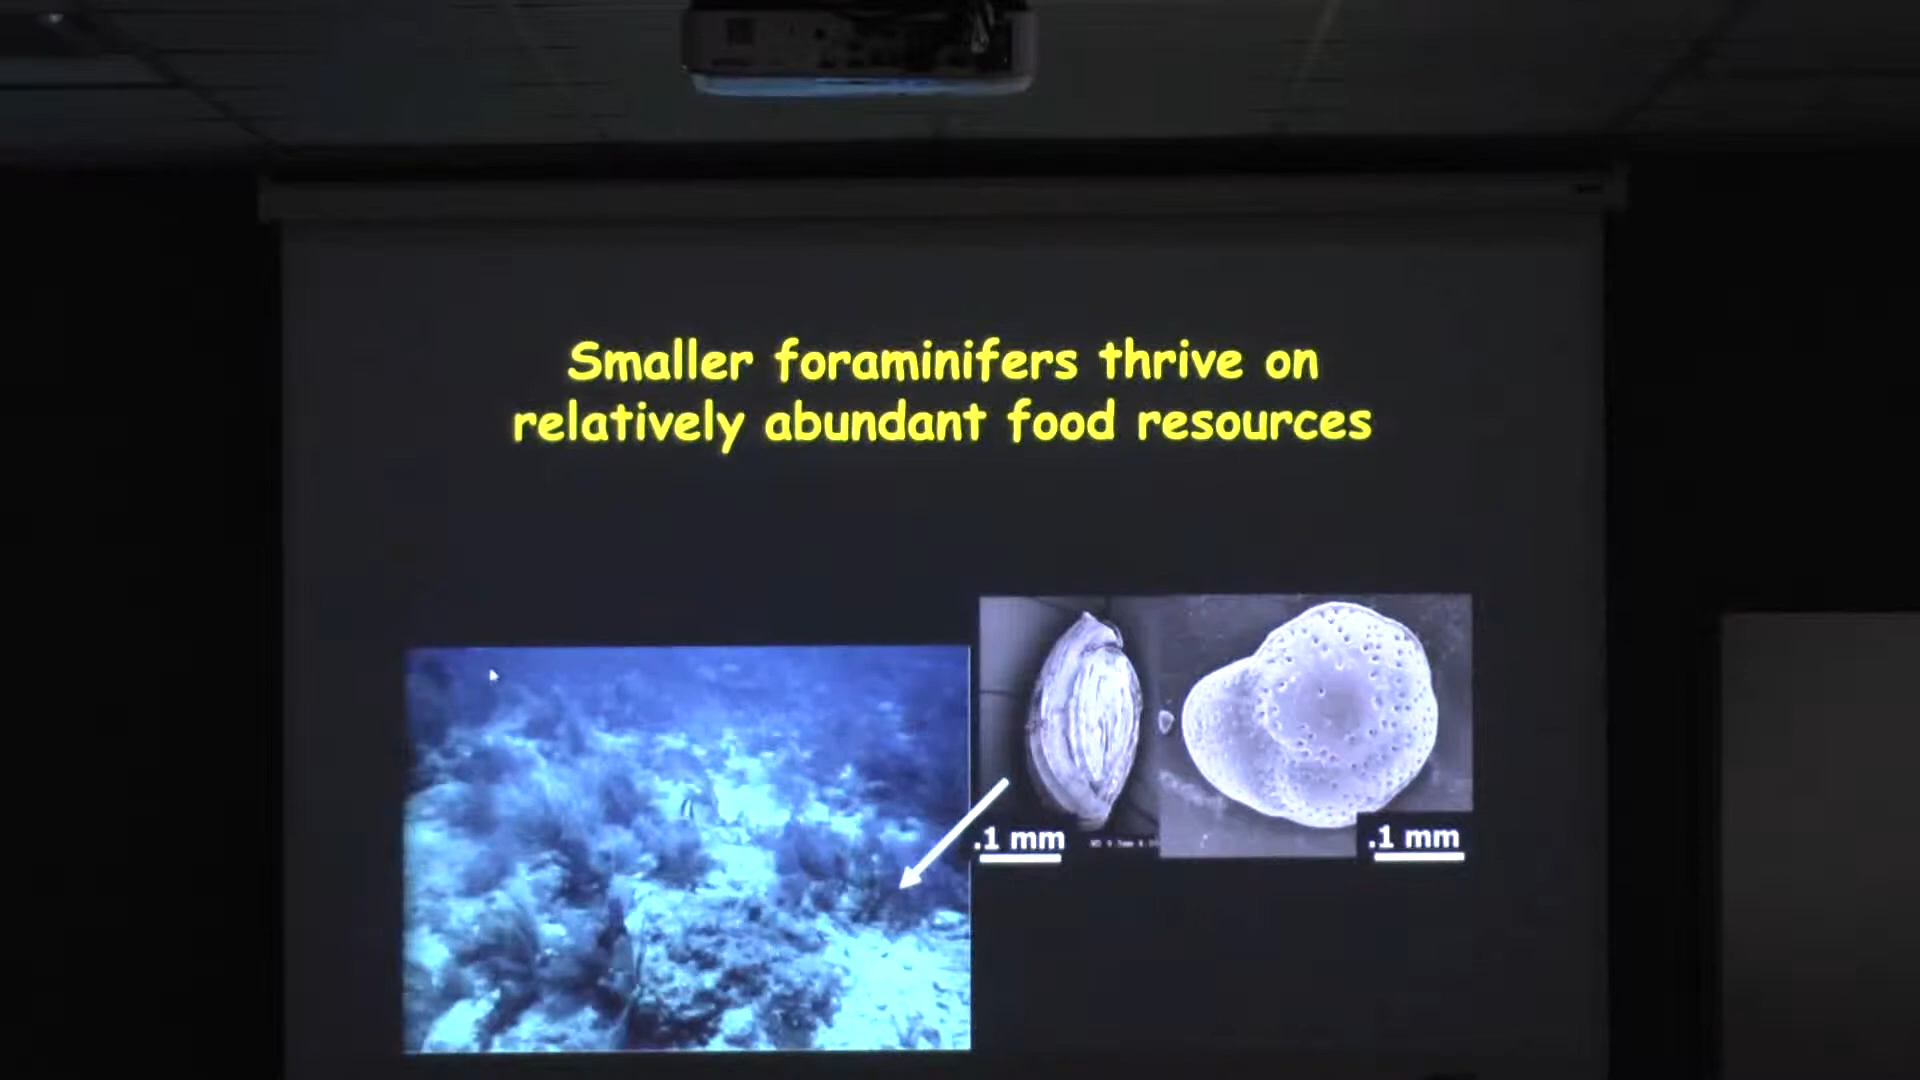 Smaller foraminifers thrive on
relatively abundant food resources
.1 mm
.1 mm